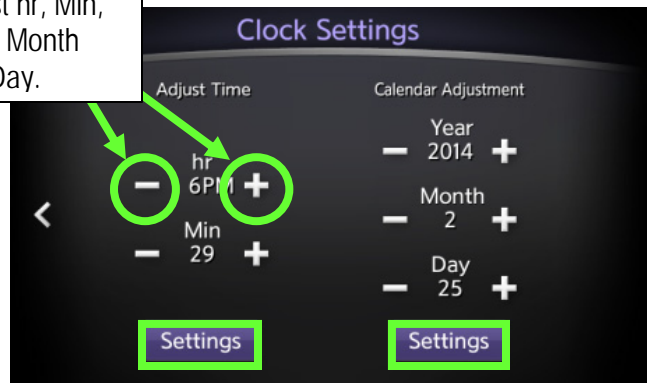 st hr, Min,
Month
Day.
Clock Settings
Adjust Time
hr
− 6PM +
Min
− 29 +
Settings
Calendar Adjustment
Year
− 2014 +
Month
− 2 +
Day
− 25 +
Settings
<